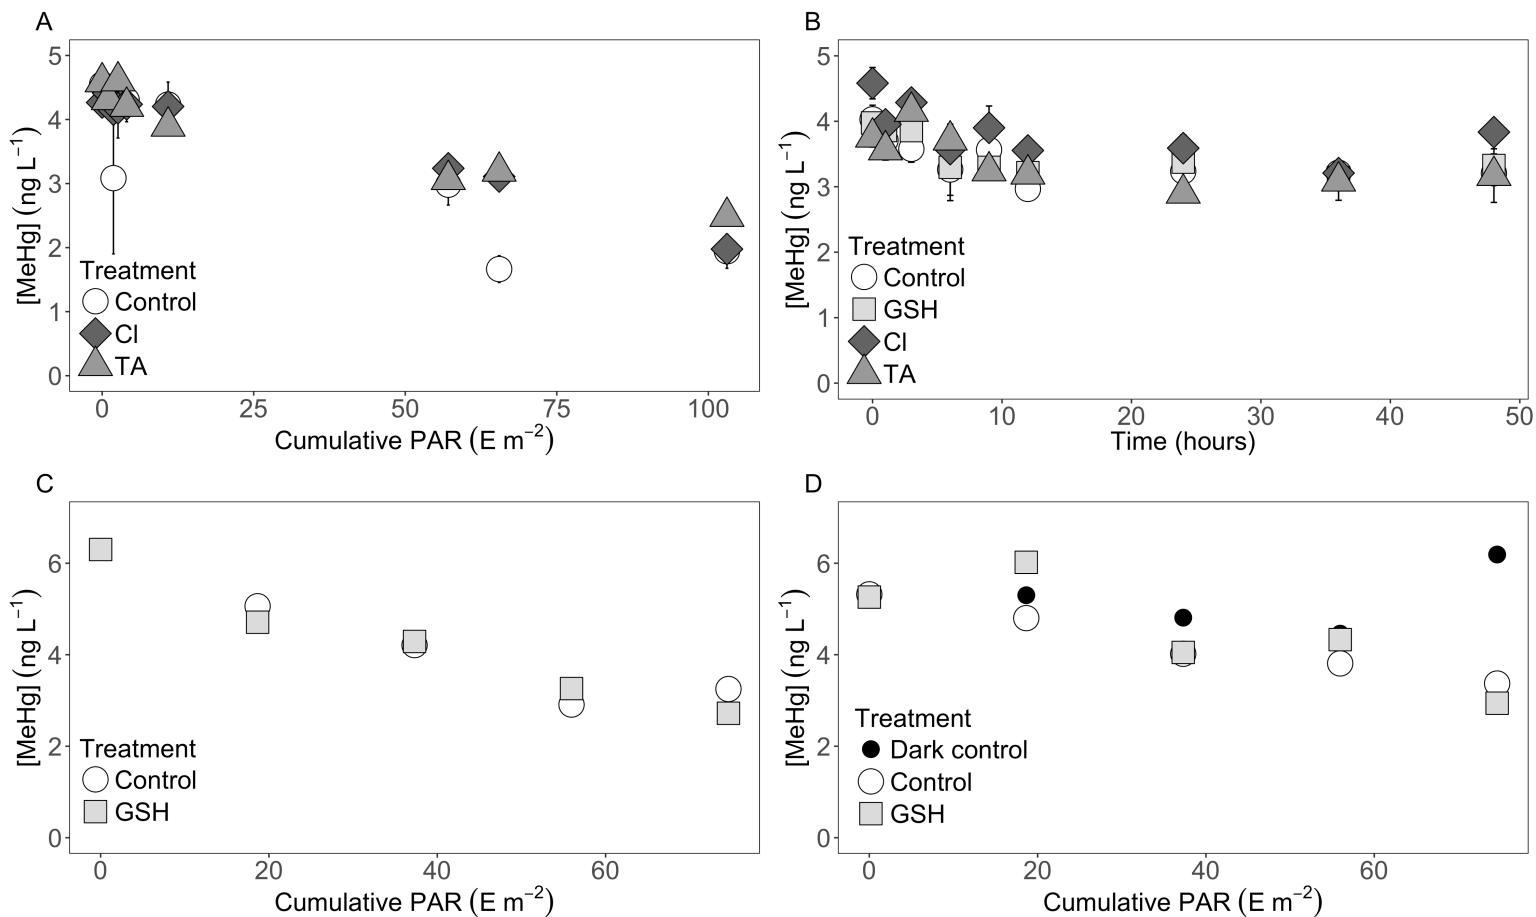 A
[MeHg] (ng L−1)
5
4
3
2
1
0
Treatment
Control
Cl
TA
0 25 50 75 100
Cumulative PAR (E m−2)
B
[MeHg] (ng L−1)
5
4
3
2
1
0
Treatment
Control
GSH
Cl
TA
0 10 20 30 40 50
Time (hours)
C
[MeHg] (ng L−1)
6
4
2
0
Treatment
Control
GSH
0 20 40 60
Cumulative PAR (E m−2)
D
[MeHg] (ng L−1)
6
4
2
0
Treatment
Dark control
Control
GSH
0 20 40 60
Cumulative PAR (E m−2)